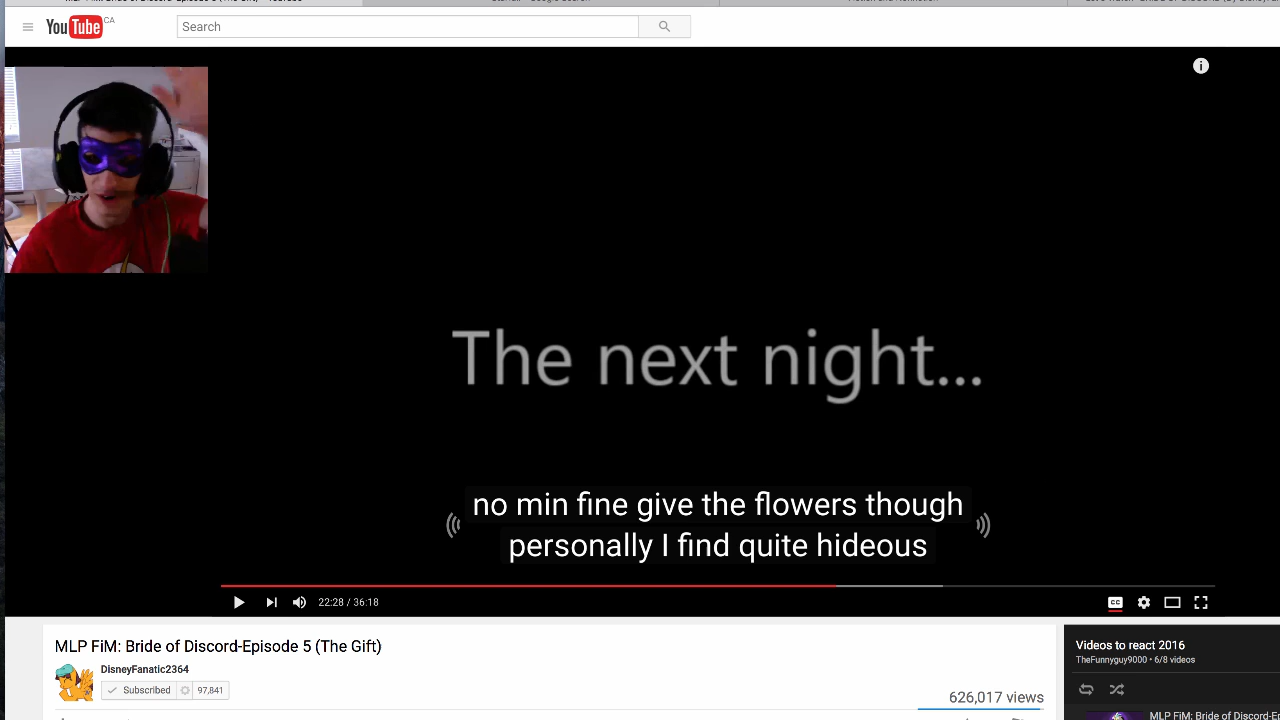 YouTube CA
Search
The next night...
no min fine give the flowers though
personally I find quite hideous
22:28 / 36:18
CC
MLP FiM: Bride of Discord-Episode 5 (The Gift)
DisneyFanatic2364
Subscribed 97,841
626,017 views
Videos to react 2016
TheFunnyguy9000 • 6/8 videos
MLP FiM: Bride of Discord-E